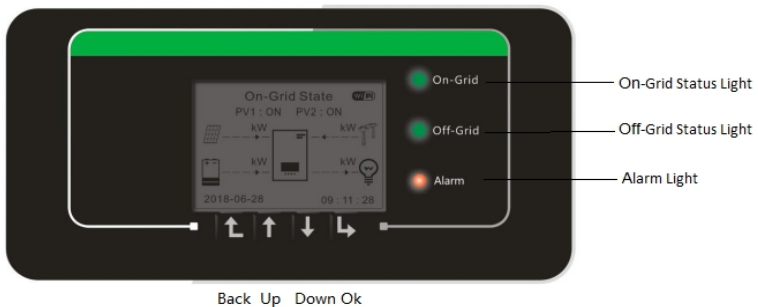 On-Grid State WiFi
PV1 : ON PV2 : ON
kW kW
kW kW
2018-06-28 09 : 11 : 28
On-Grid
Off-Grid
Alarm
On-Grid Status Light
Off-Grid Status Light
Alarm Light
Back Up Down Ok